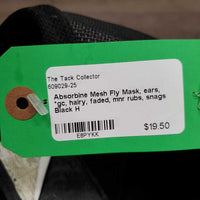 The Tack Collector
609029-25
Absorbine Mesh Fly Mask, ears,
*gc, hairy, faded, mnr rubs, snags
Black H
$19.50
E8PYKK